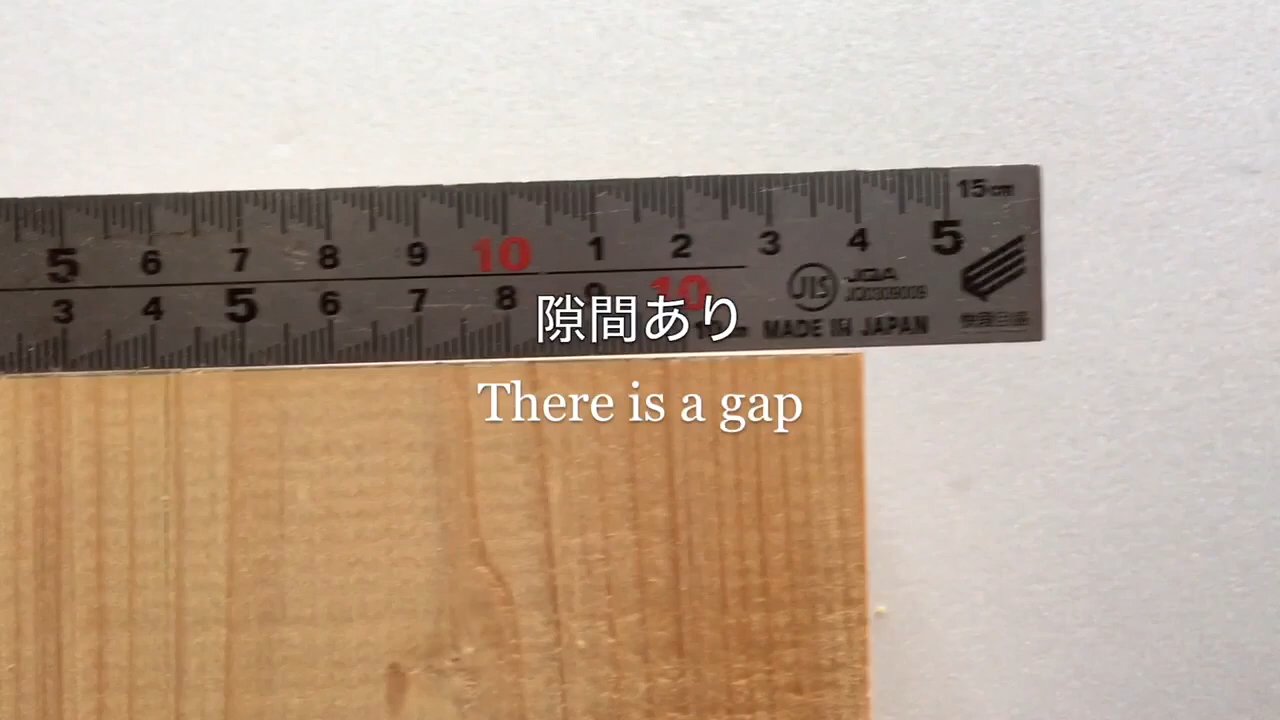 15cm
5 6 7 8 9 10 1 2 3 4 5
3 4 5 6 7 8 9 10
JIS
JQA
MADE IN JAPAN
隙間あり
There is a gap